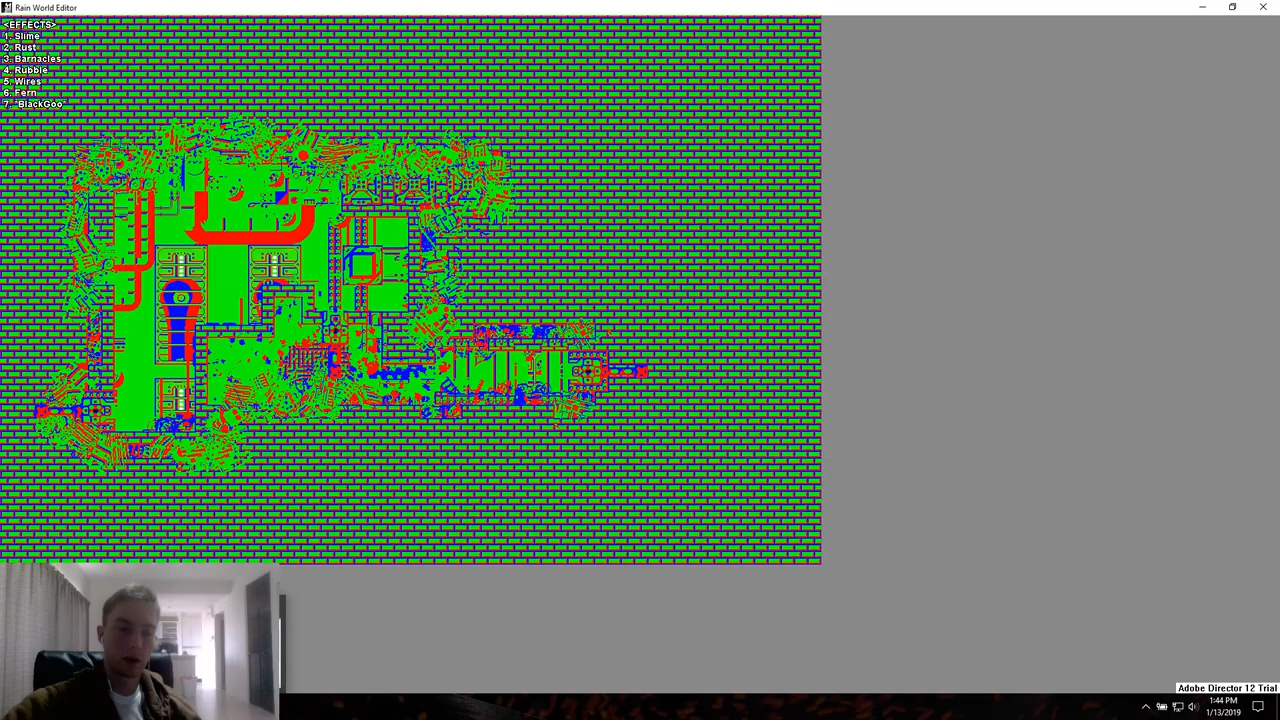 Rain World Editor
<EFFECTS>
1. Slime
2. Rust
3. Barnacles
4. Rubble
5. Wires
6. Fern
7. "BlackGoo"
Adobe Director 12 Trial
1:44 PM
1/13/2019